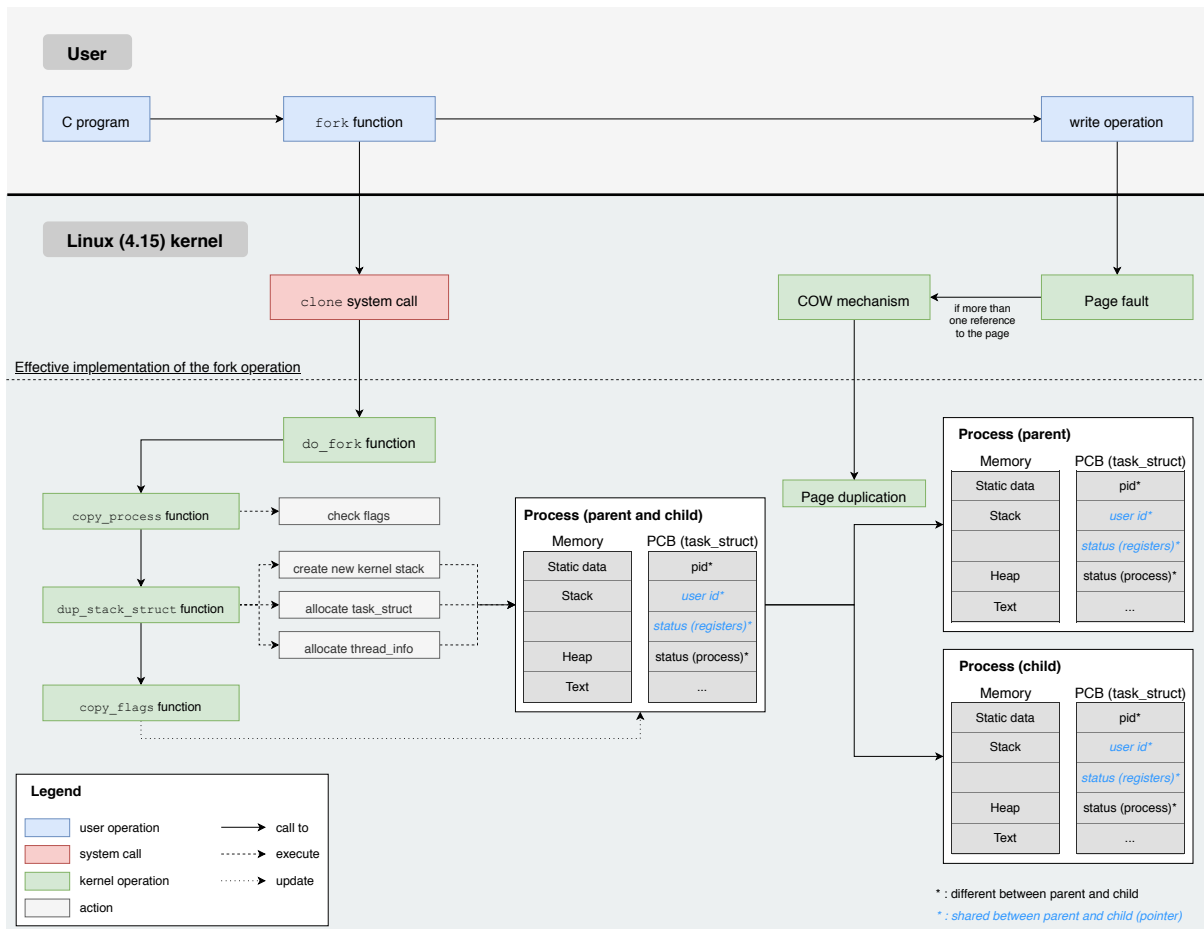 User
C program
fork function
write operation
Linux (4.15) kernel
clone system call
COW mechanism
if more than
one reference
to the page
Page fault
Effective implementation of the fork operation
do_fork function
copy_process function
check flags
dup_stack_struct function
create new kernel stack
allocate task_struct
allocate thread_info
copy_flags function
Page duplication
Process (parent and child)
Memory
PCB (task_struct)
Static data
pid*
Stack
user id*
status (registers)*
Heap
status (process)*
Text
...
Process (parent)
Memory
PCB (task_struct)
Static data
pid*
Stack
user id*
status (registers)*
Heap
status (process)*
Text
...
Process (child)
Memory
PCB (task_struct)
Static data
pid*
Stack
user id*
status (registers)*
Heap
status (process)*
Text
...
Legend
user operation
call to
system call
execute
kernel operation
update
action
* : different between parent and child
* : shared between parent and child (pointer)